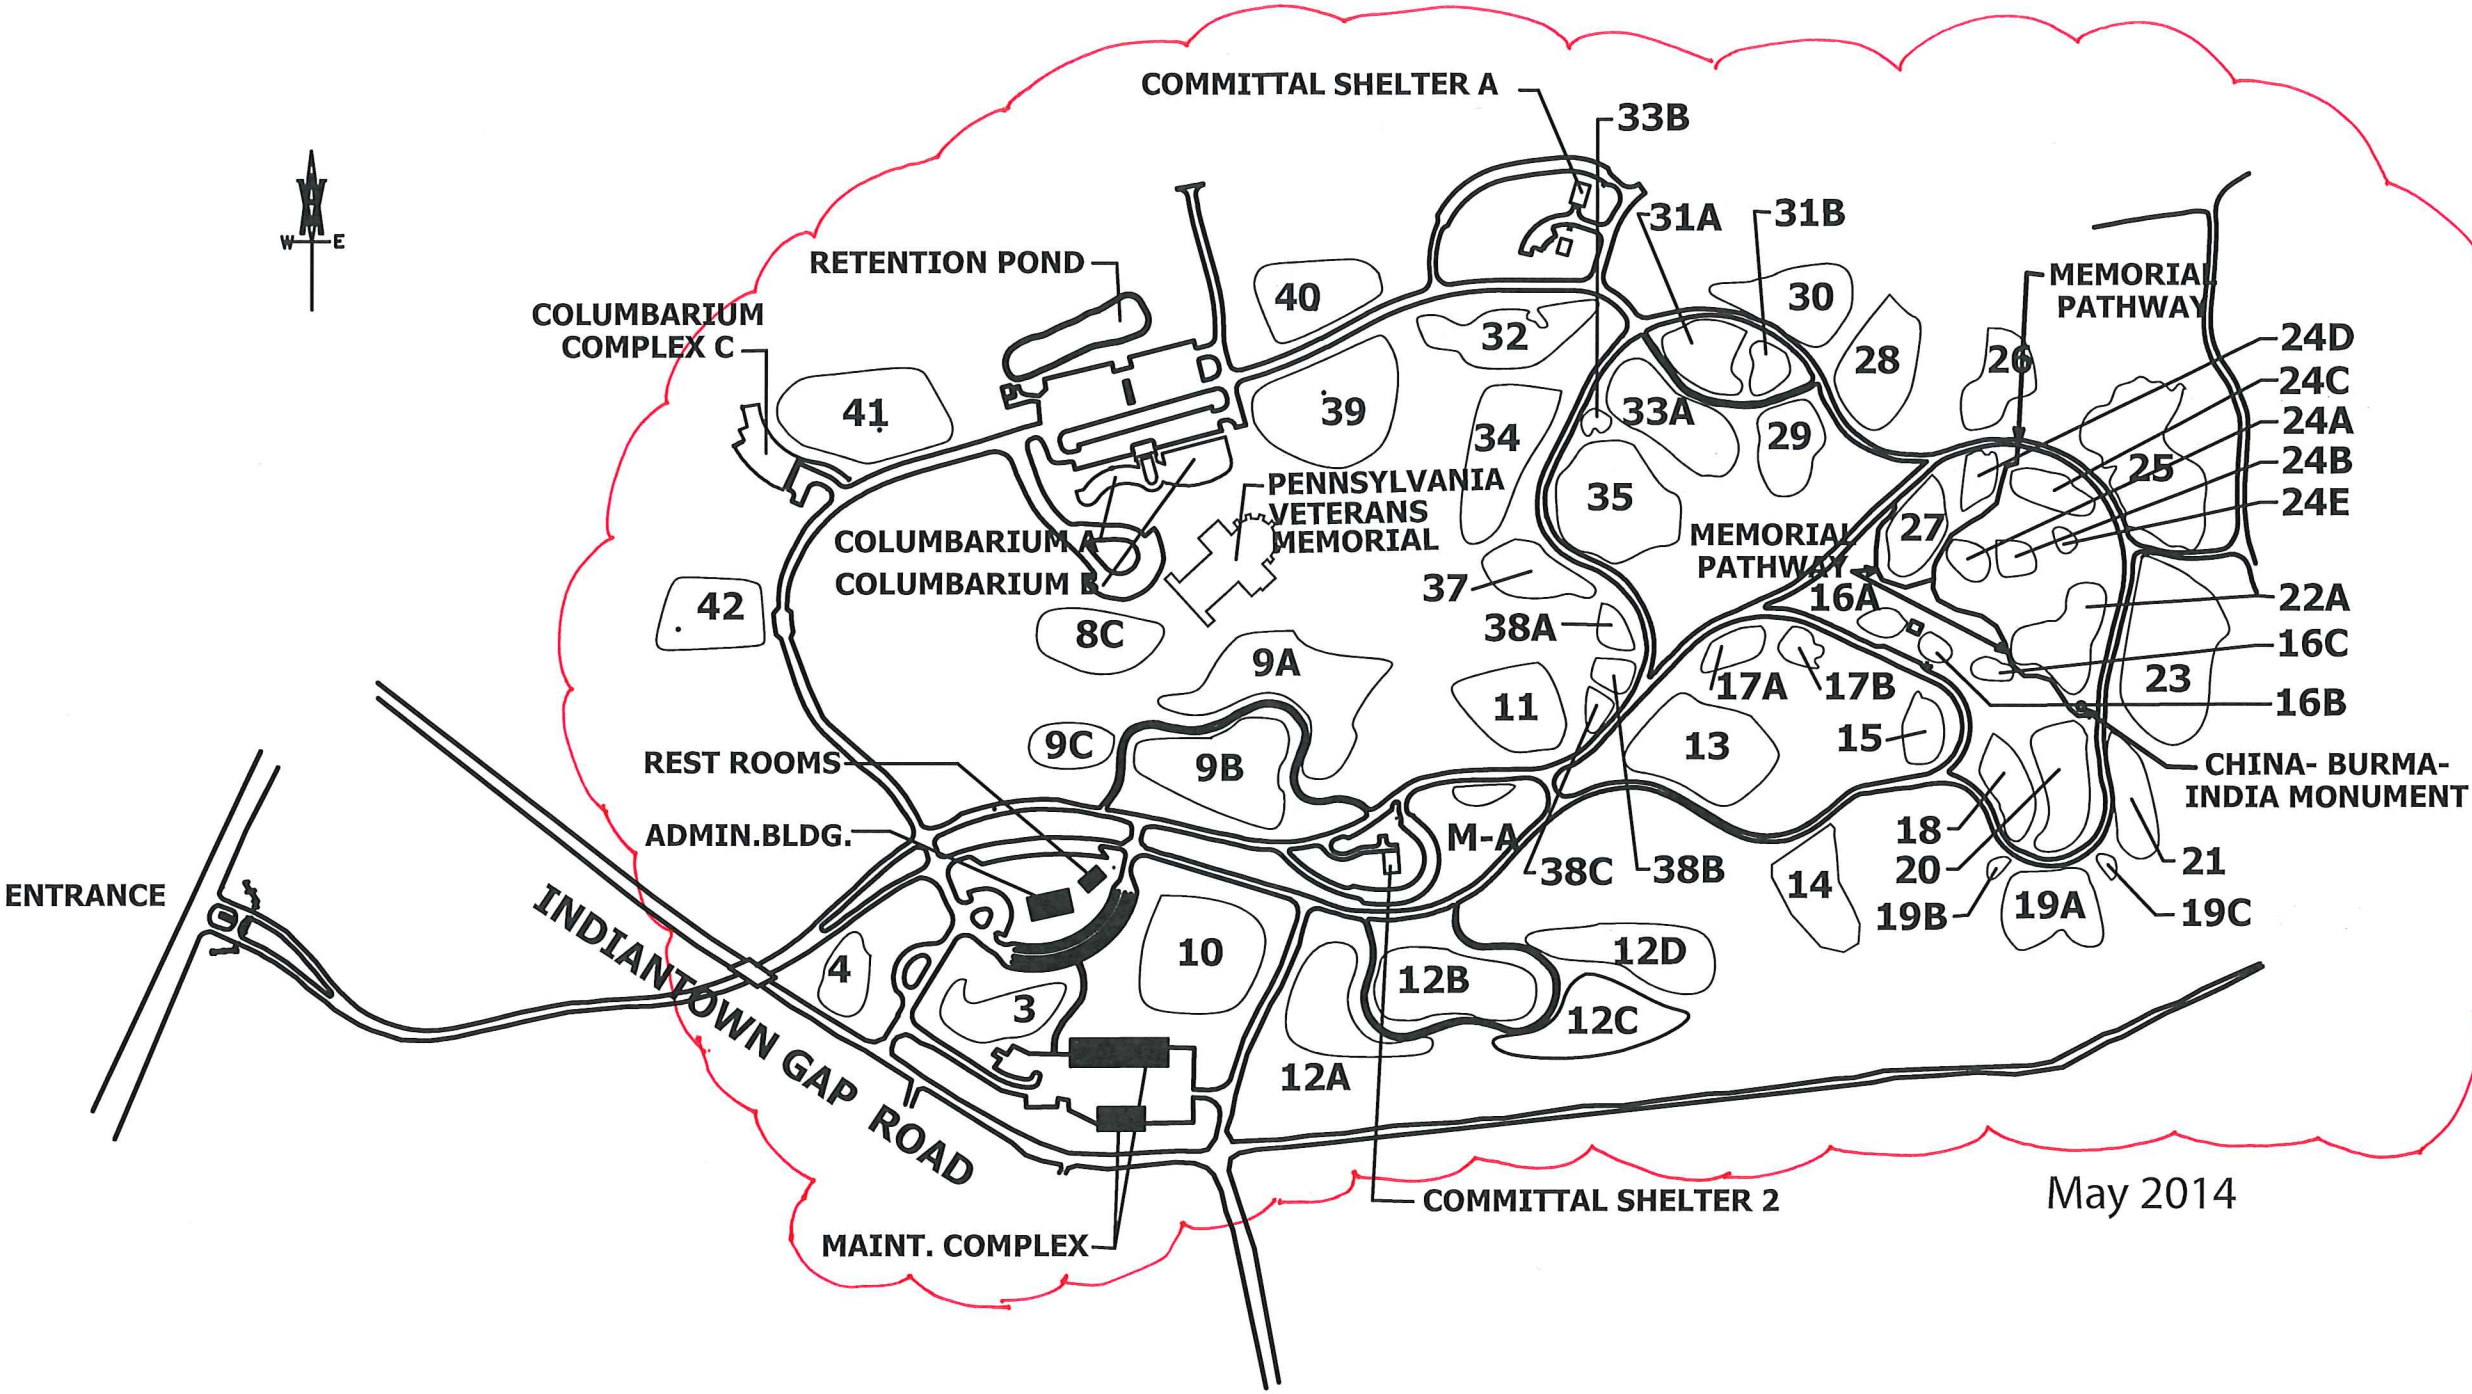 COMMITTAL SHELTER A
33B
31A
31B
RETENTION POND
40
30
MEMORIAL
PATHWAY
COLUMBARIUM
COMPLEX C
32
28
26
24D
24C
24A
24B
24E
41
39
34
33A
29
25
W
E
PENNSYLVANIA
VETERANS
MEMORIAL
35
27
MEMORIAL
PATHWAY
COLUMBARIUM A
COLUMBARIUM B
37
16A
22A
42
8C
38A
16C
9A
17A
17B
23
16B
11
9C
9B
13
15
REST ROOMS
CHINA- BURMA-
INDIA MONUMENT
ADMIN.BLDG.
M-A
38C
38B
14
18
20
21
19B
19A
19C
ENTRANCE
INDIANTOWN GAP ROAD
4
3
10
12B
12D
12C
12A
COMMITTAL SHELTER 2
MAINT. COMPLEX
May 2014